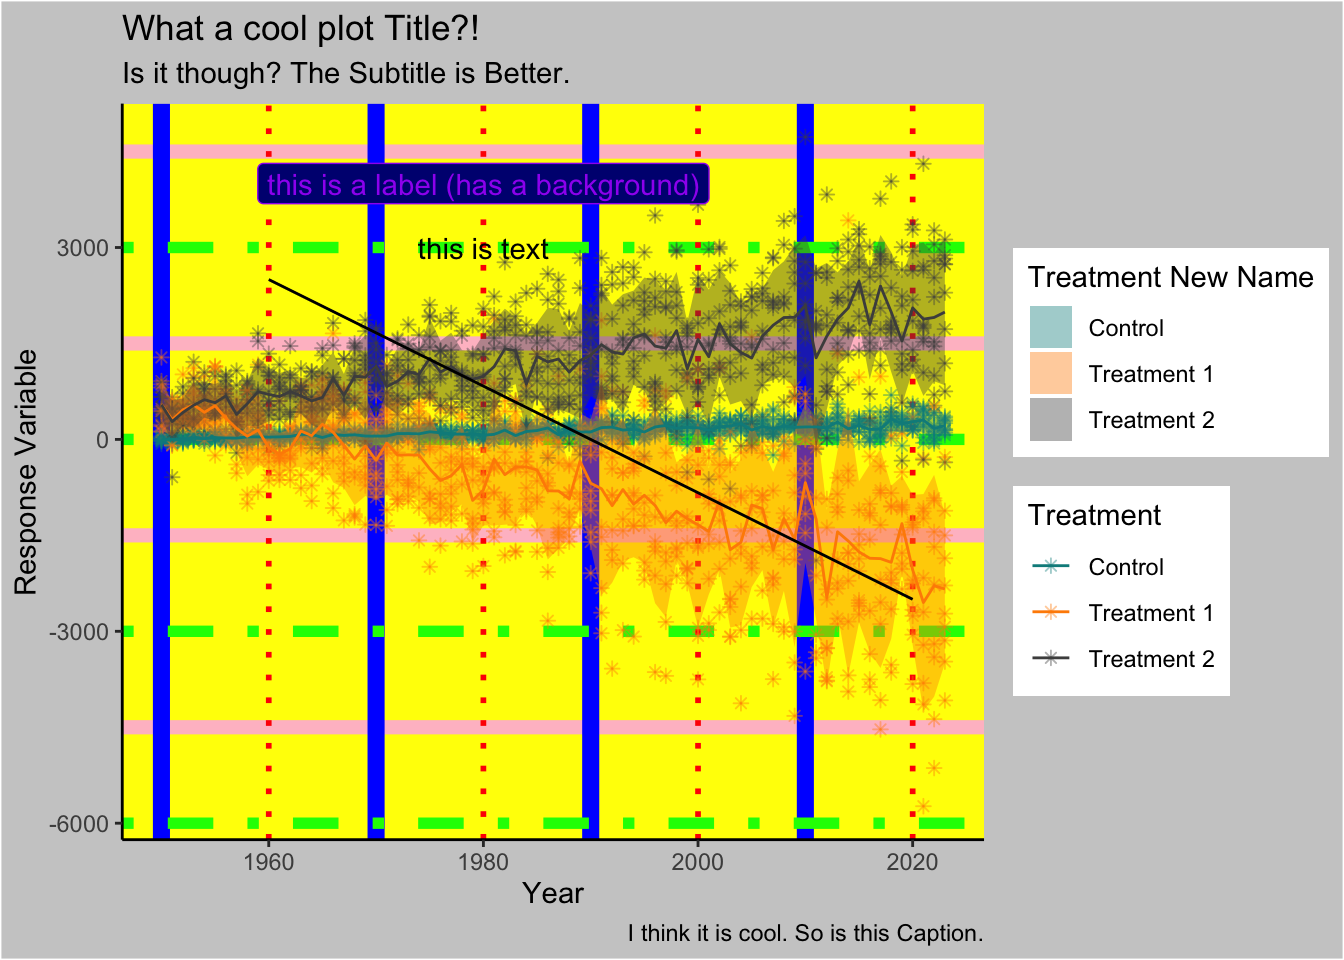 What a cool plot Title?!
Is it though? The Subtitle is Better.
this is a label (has a background)
this is text
3000
0
-3000
-6000
Response Variable
1960
1980
2000
2020
Year
I think it is cool. So is this Caption.
Treatment New Name
Control
Treatment 1
Treatment 2
Treatment
Control
Treatment 1
Treatment 2